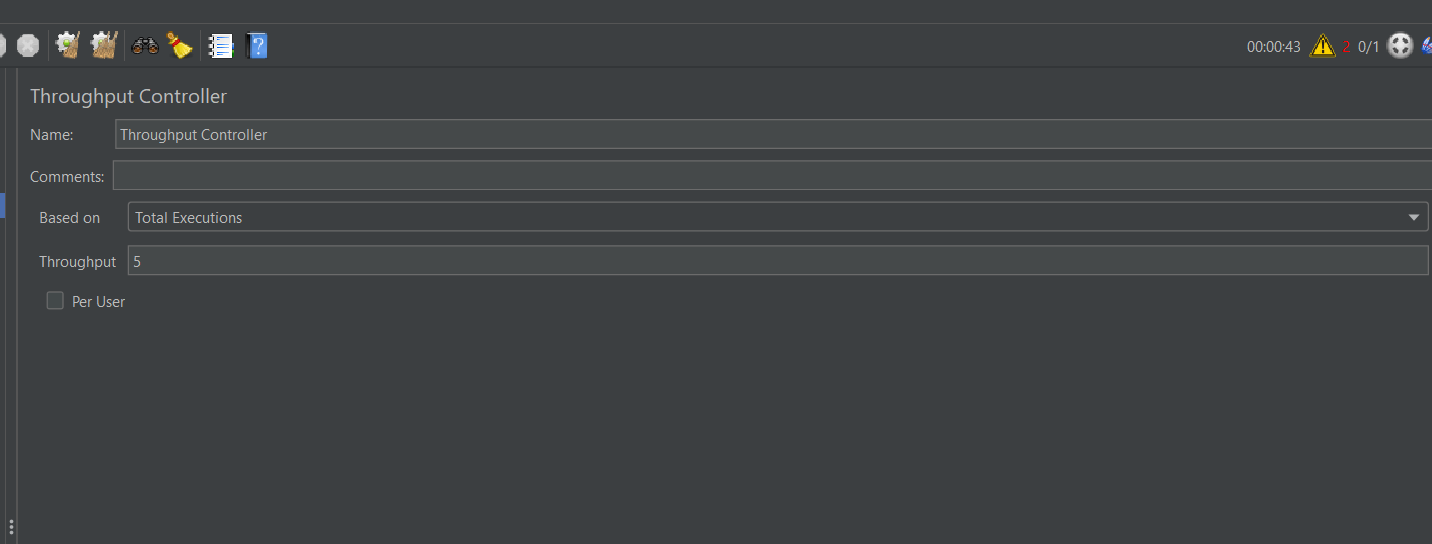 00:00:43 2 0/1
Throughput Controller
Name: Throughput Controller
Comments:
Based on Total Executions
Throughput 5
Per User